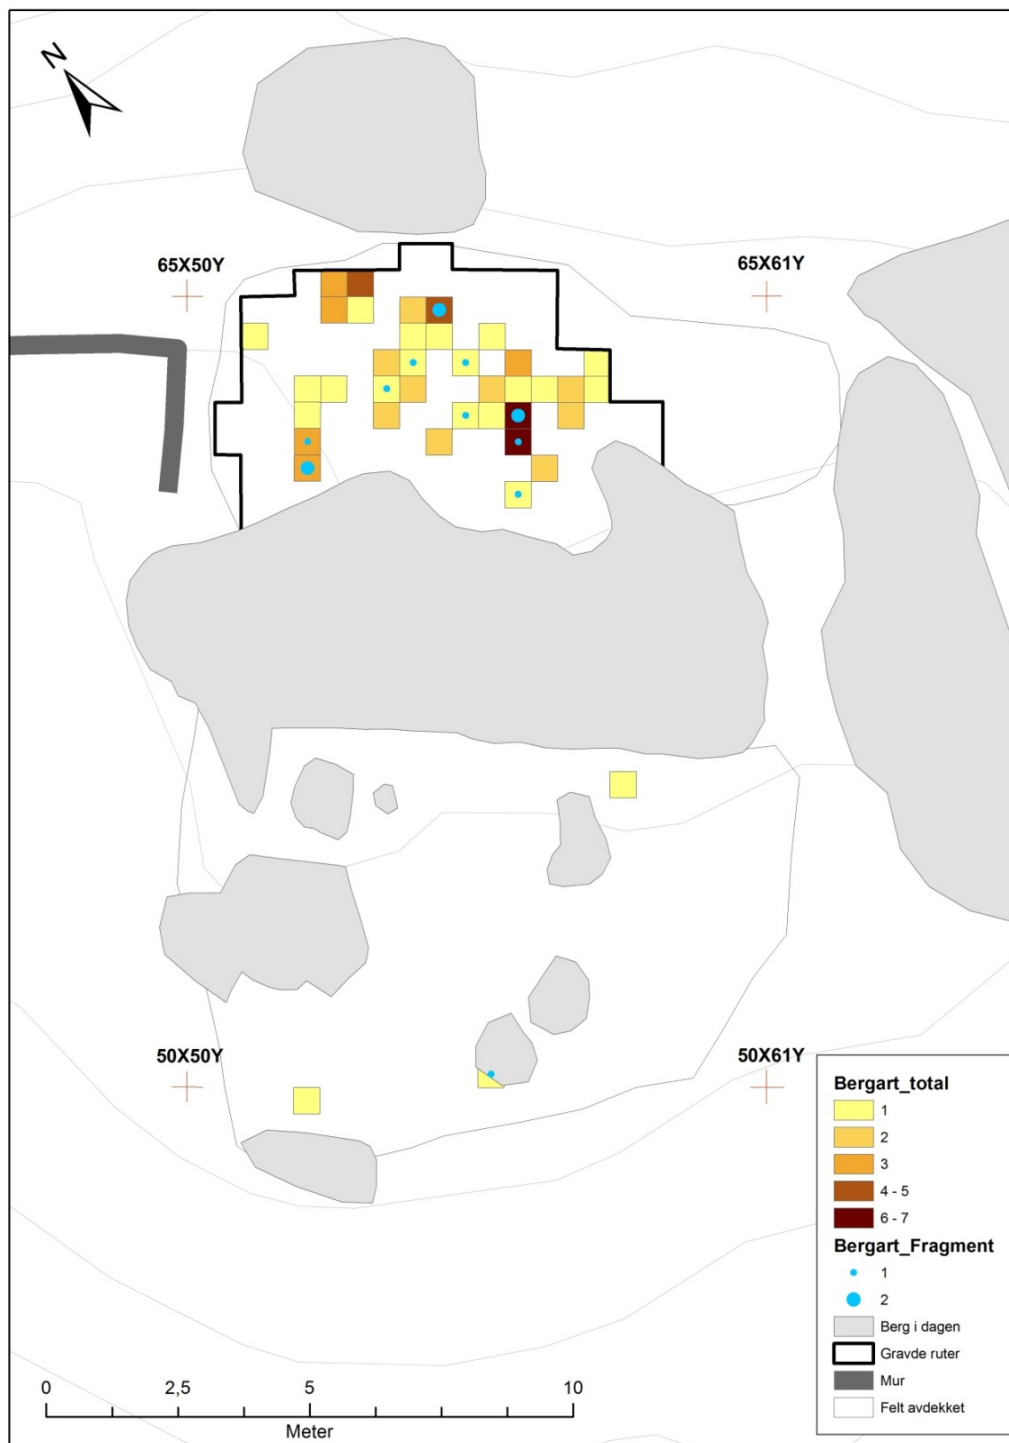 N
65X50Y
65X61Y
50X50Y
50X61Y
Bergart_total
1
2
3
4 - 5
6 - 7
Bergart_Fragment
1
2
Berg i dagen
Gravde ruter
Mur
Felt avdekket
0 2,5 5 10
Meter